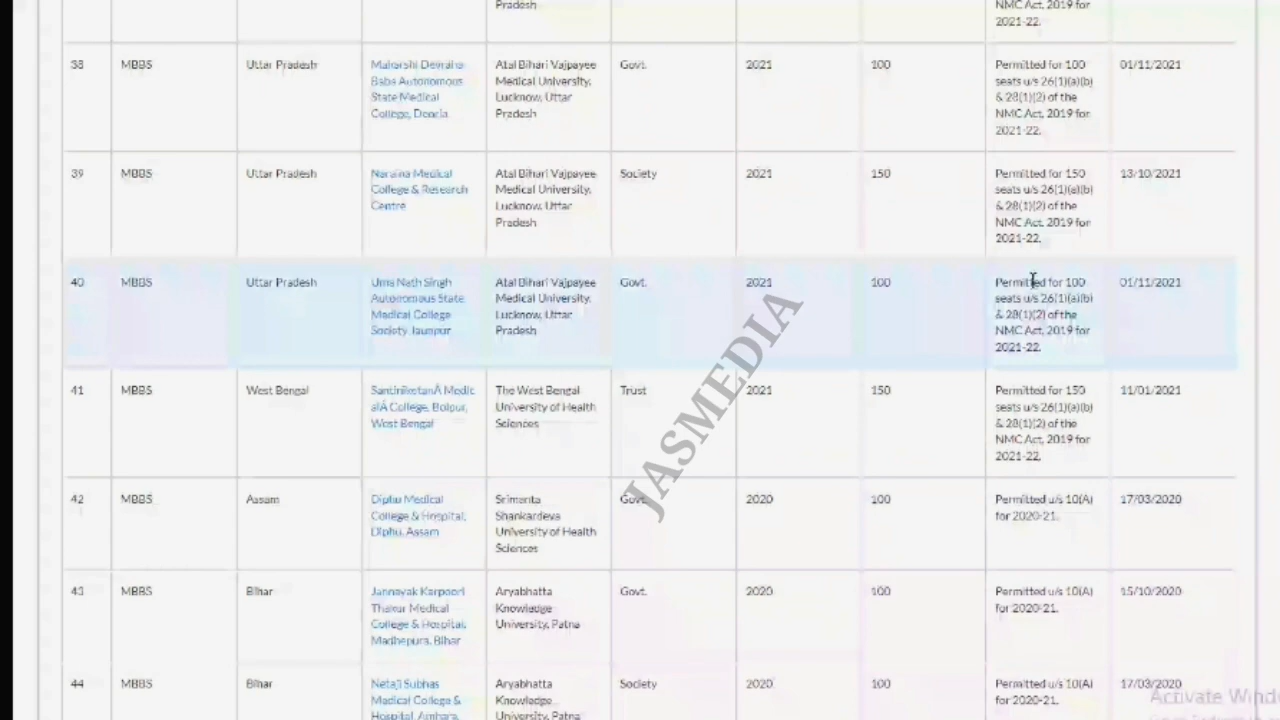 Pradesh
NMC Act, 2019 for
2021-22.
38 MBBS Uttar Pradesh Maharshi Devraha Atal Bihari Vajpayee Govt. 2021 100 Permitted for 100 01/11/2021
Baba Autonomous Medical University, seats u/s 26(1)(a)(b)
State Medical Lucknow, Uttar & 28(1)(2) of the
College, Deoria Pradesh NMC Act, 2019 for
2021-22.
39 MBBS Uttar Pradesh Naraina Medical Atal Bihari Vajpayee Society 2021 150 Permitted for 150 13/10/2021
College & Research Medical University, seats u/s 26(1)(a)(b)
Centre Lucknow, Uttar & 28(1)(2) of the
Pradesh NMC Act, 2019 for
2021-22.
40 MBBS Uttar Pradesh Uma Nath Singh Atal Bihari Vajpayee Govt. 2021 100 Permitted for 100 01/11/2021
Autonomous State Medical University, seats u/s 26(1)(a)(b)
Medical College Lucknow, Uttar & 28(1)(2) of the
Society Jaunpur Pradesh NMC Act, 2019 for
2021-22.
41 MBBS West Bengal SantiniketanÂ Medic The West Bengal Trust 2021 150 Permitted for 150 11/01/2021
alÂ College, Bolpur, University of Health seats u/s 26(1)(a)(b)
West Bengal Sciences & 28(1)(2) of the
NMC Act, 2019 for
2021-22.
42 MBBS Assam Diphu Medical Srimanta Govt. 2020 100 Permitted u/s 10(A) 17/03/2020
College & Hospital, Shankardeva for 2020-21.
Diphu, Assam University of Health
Sciences
43 MBBS Bihar Jannayak Karpoori Aryabhatta Govt. 2020 100 Permitted u/s 10(A) 15/10/2020
Thakur Medical Knowledge for 2020-21.
College & Hospital, University, Patna
Madhepura, Bihar
44 MBBS Bihar Netaji Subhas Aryabhatta Society 2020 100 Permitted u/s 10(A) 17/03/2020
Medical College & Knowledge for 2020-21.
Hospital, Amhara, University, Patna
JASMEDIA
Activate Wind